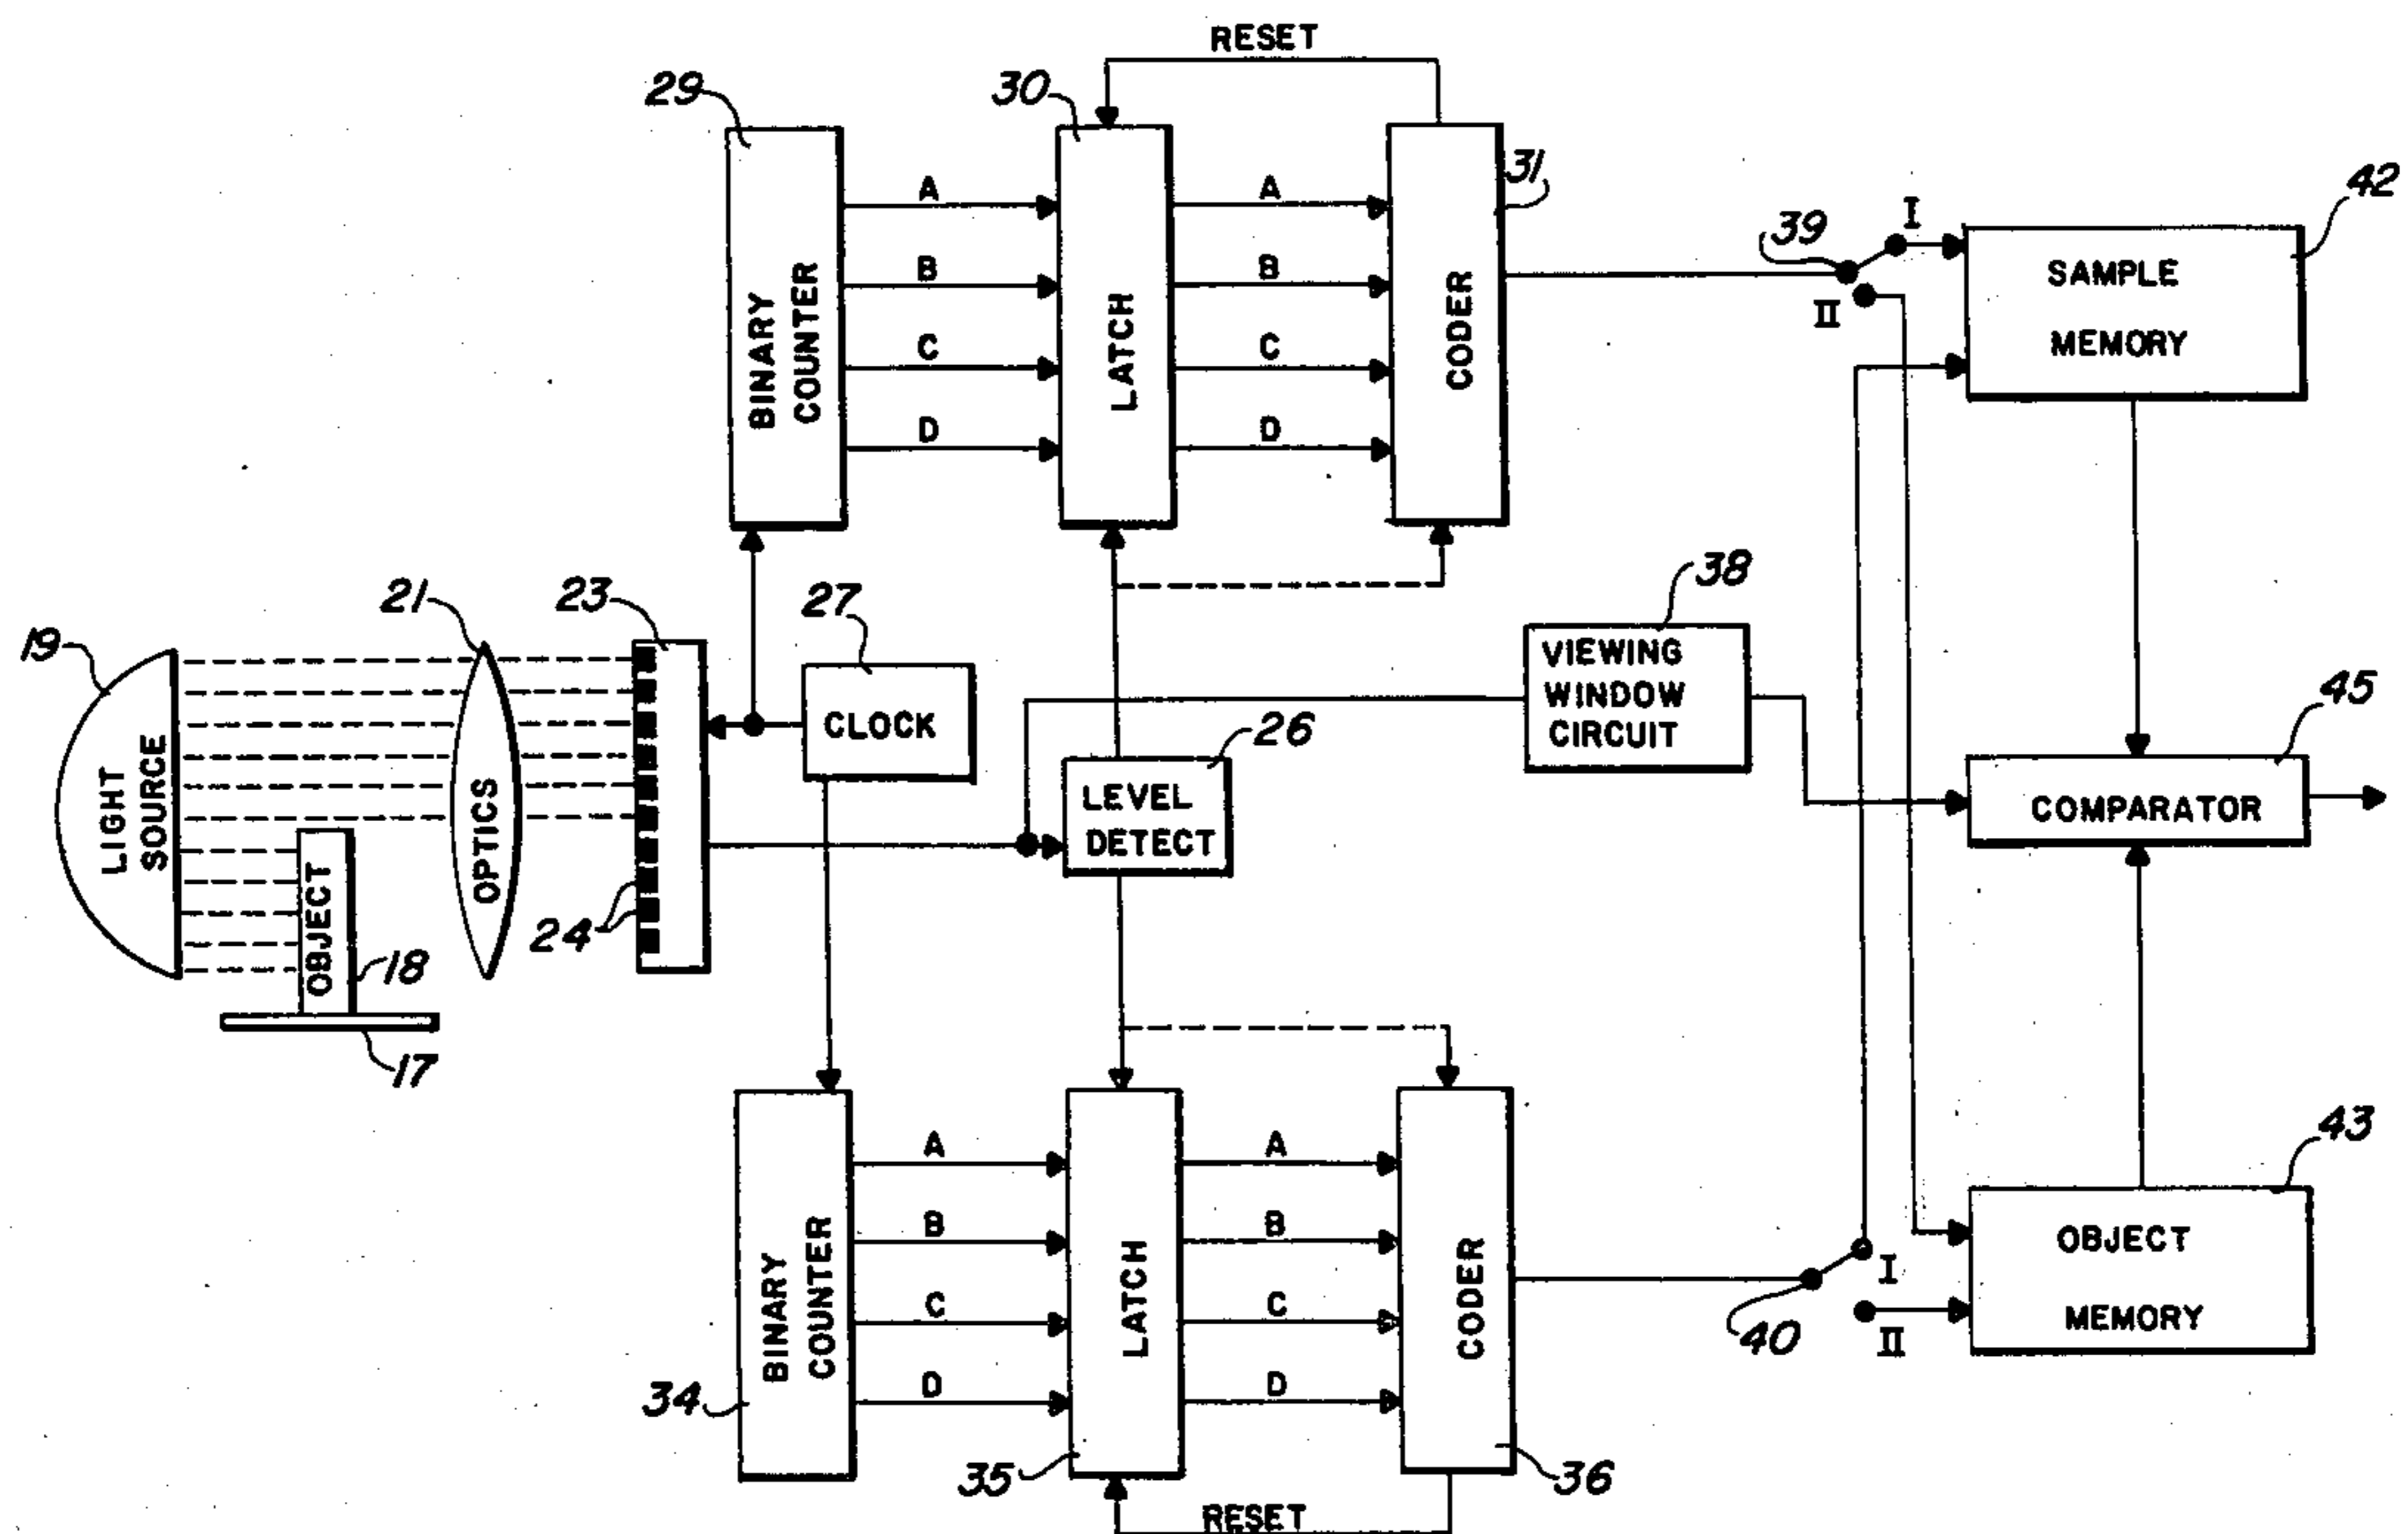 RESET
29
30
31
42
A
A
B
B
C
C
D
D
BINARY
COUNTER
LATCH
CODER
39
I
II
SAMPLE
MEMORY
19
21
23
27
38
LIGHT
SOURCE
OPTICS
CLOCK
VIEWING
WINDOW
CIRCUIT
26
45
LEVEL
DETECT
COMPARATOR
OBJECT
18
24
17
43
A
A
B
B
C
C
D
D
BINARY
COUNTER
LATCH
CODER
I
II
40
OBJECT
MEMORY
34
35
36
RESET